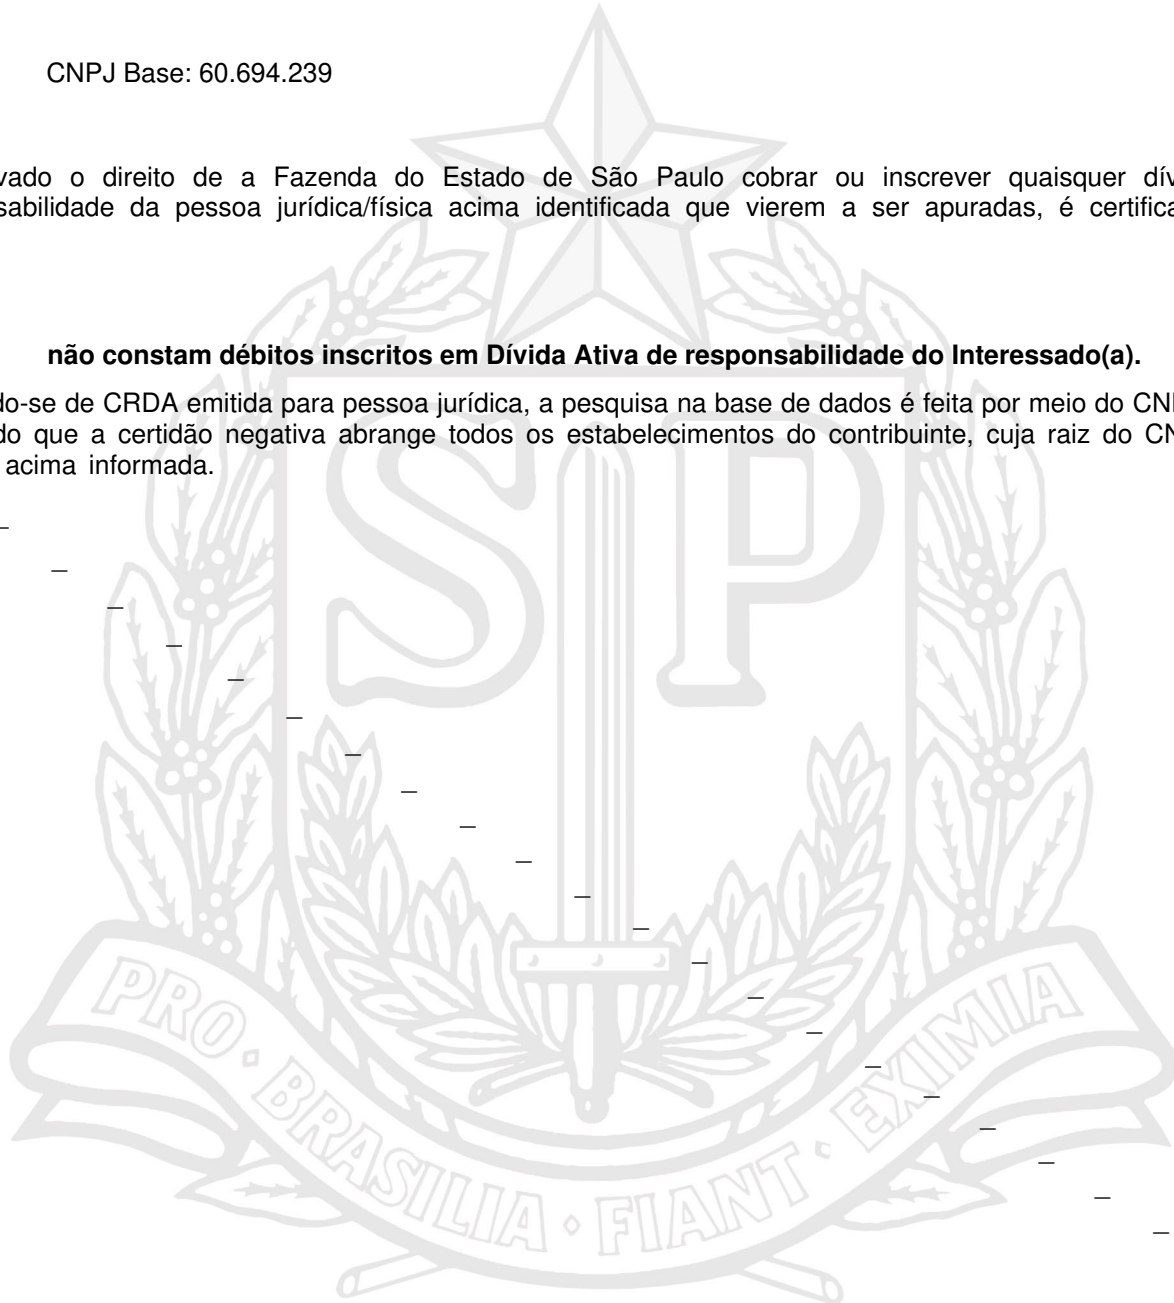 CNPJ Base: 60.694.239
vado o direito de a Fazenda do Estado de São Paulo cobrar ou inscrever quaisquer dív
sabilidade da pessoa jurídica/física acima identificada que vierem a ser apuradas, é certifica
não constam débitos inscritos em Dívida Ativa de responsabilidade do Interessado(a).
do-se de CRDA emitida para pessoa jurídica, a pesquisa na base de dados é feita por meio do CN
do que a certidão negativa abrange todos os estabelecimentos do contribuinte, cuja raiz do CN
acima informada.
SP
PRO · BRASILIA · FIANT · EXIMIA